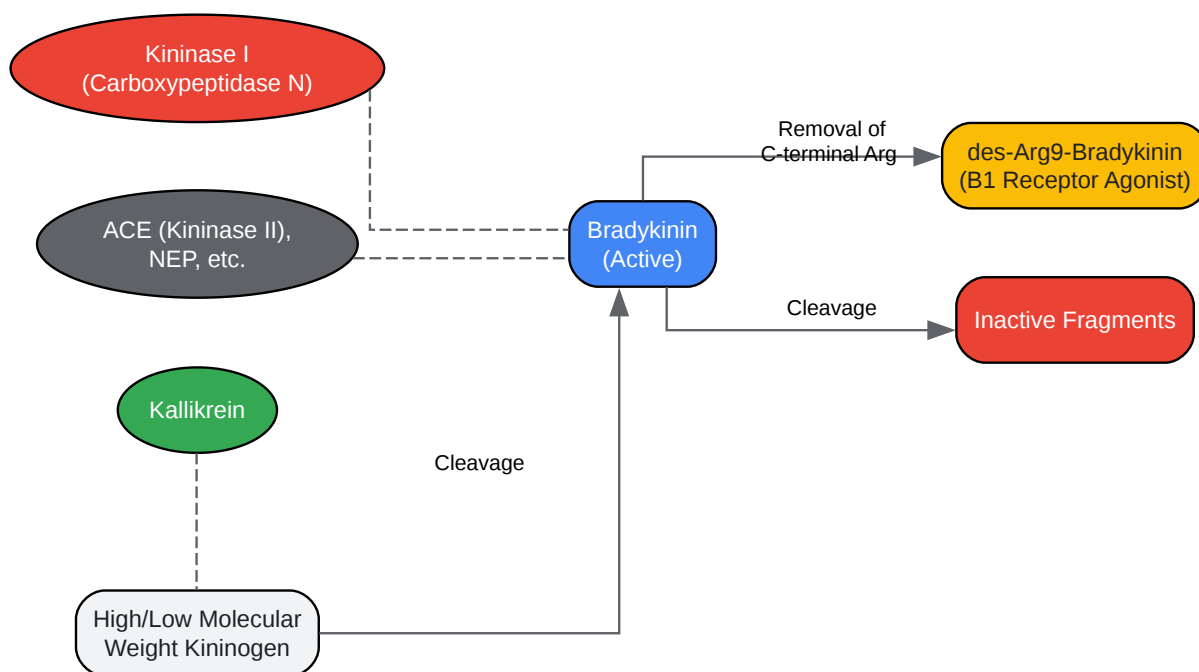 Kininase I
(Carboxypeptidase N)
Removal of
C-terminal Arg
des-Arg9-Bradykinin
(B1 Receptor Agonist)
ACE (Kininase II),
NEP, etc.
Bradykinin
(Active)
Cleavage
Inactive Fragments
Kallikrein
Cleavage
High/Low Molecular
Weight Kininogen